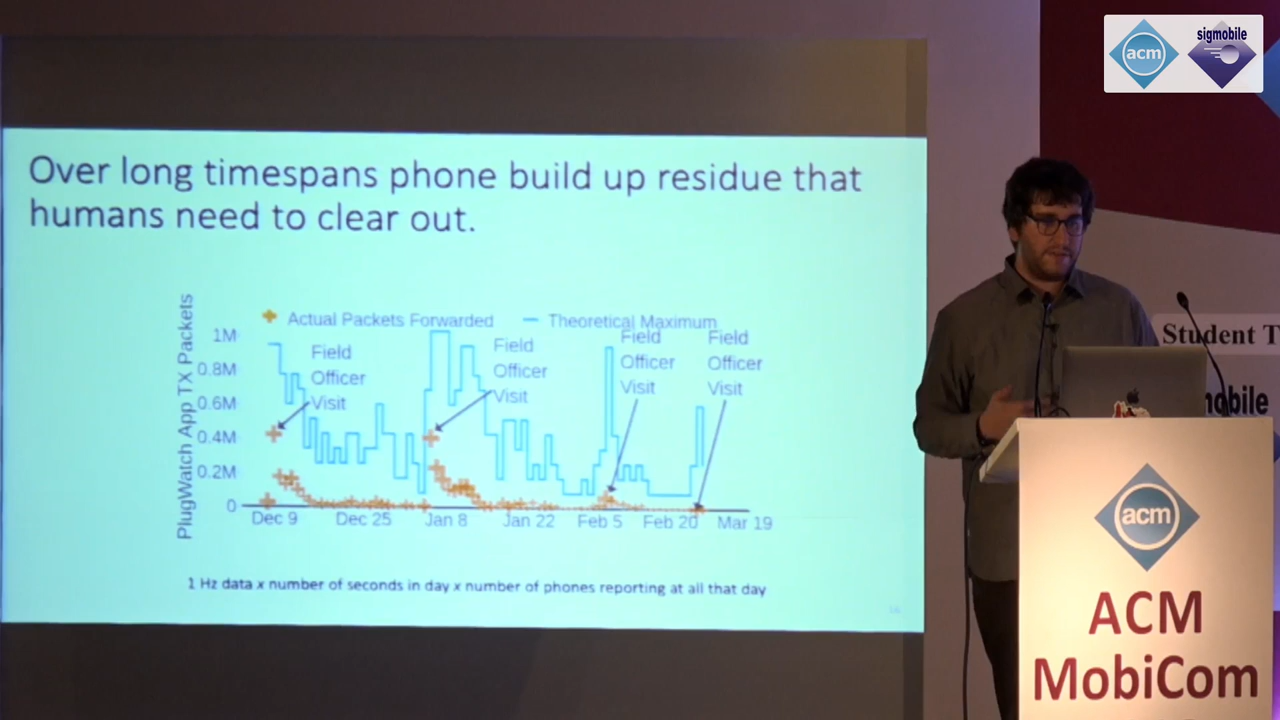 acm
sigmobile
Over long timespans phone build up residue that
humans need to clear out.
PlugWatch App TX Packets
Actual Packets Forwarded
Theoretical Maximum
1M
0.8M
0.6M
0.4M
0.2M
0
Field
Officer
Visit
Field
Officer
Visit
Field
Officer
Visit
Field
Officer
Visit
Dec 9
Dec 25
Jan 8
Jan 22
Feb 5
Feb 20
Mar 19
1 Hz data x number of seconds in day x number of phones reporting at all that day
Student T
mobile
acm
ACM
MobiCom